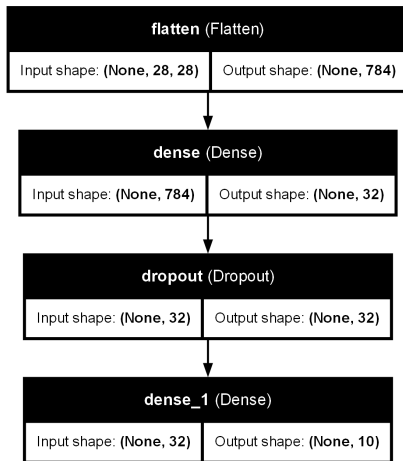 flatten (Flatten)
Input shape: (None, 28, 28) Output shape: (None, 784)
dense (Dense)
Input shape: (None, 784) Output shape: (None, 32)
dropout (Dropout)
Input shape: (None, 32) Output shape: (None, 32)
dense_1 (Dense)
Input shape: (None, 32) Output shape: (None, 10)